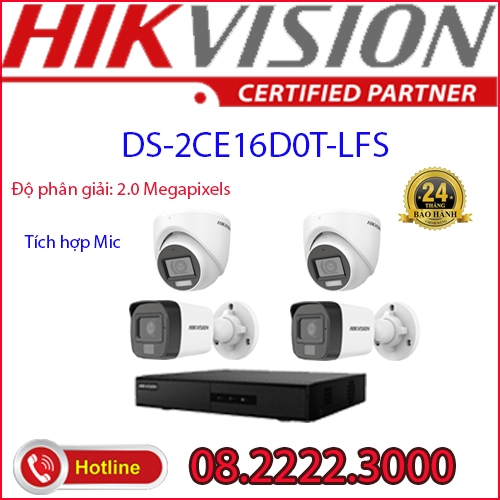 HIKVISION
CERTIFIED PARTNER
DS-2CE16D0T-LFS
Độ phân giải: 2.0 Megapixels
24
THÁNG
BẢO HÀNH
Tích hợp Mic
HIKVISION
HIKVISION
HIKVISION
Hotline
08.2222.3000